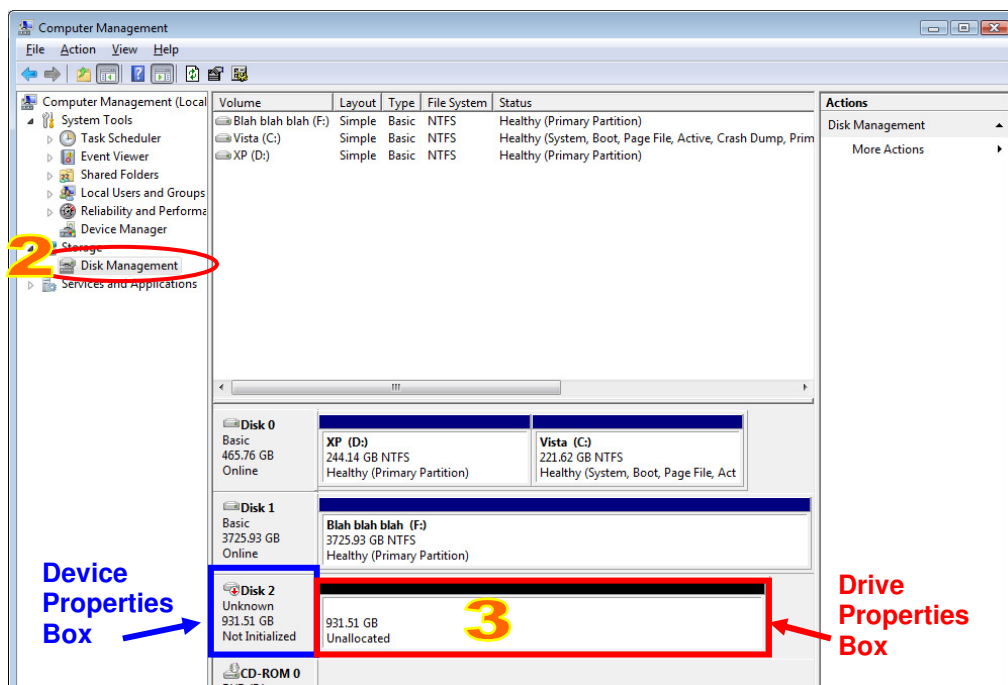 Computer Management
File Action View Help
Computer Management (Local
System Tools
Task Scheduler
Event Viewer
Shared Folders
Local Users and Groups
Reliability and Performa
Device Manager
2
Storage
Disk Management
Services and Applications
Volume Layout Type File System Status
Blah blah blah (F:) Simple Basic NTFS Healthy (Primary Partition)
Vista (C:) Simple Basic NTFS Healthy (System, Boot, Page File, Active, Crash Dump, Prim
XP (D:) Simple Basic NTFS Healthy (Primary Partition)
Actions
Disk Management
More Actions
Disk 0
Basic
465.76 GB
Online
XP (D:)
244.14 GB NTFS
Healthy (Primary Partition)
Vista (C:)
221.62 GB NTFS
Healthy (System, Boot, Page File, Act
Disk 1
Basic
3725.93 GB
Online
Blah blah blah (F:)
3725.93 GB NTFS
Healthy (Primary Partition)
Device
Properties
Box
Disk 2
Unknown
931.51 GB
Not Initialized
931.51 GB
Unallocated
3
Drive
Properties
Box
CD-ROM 0